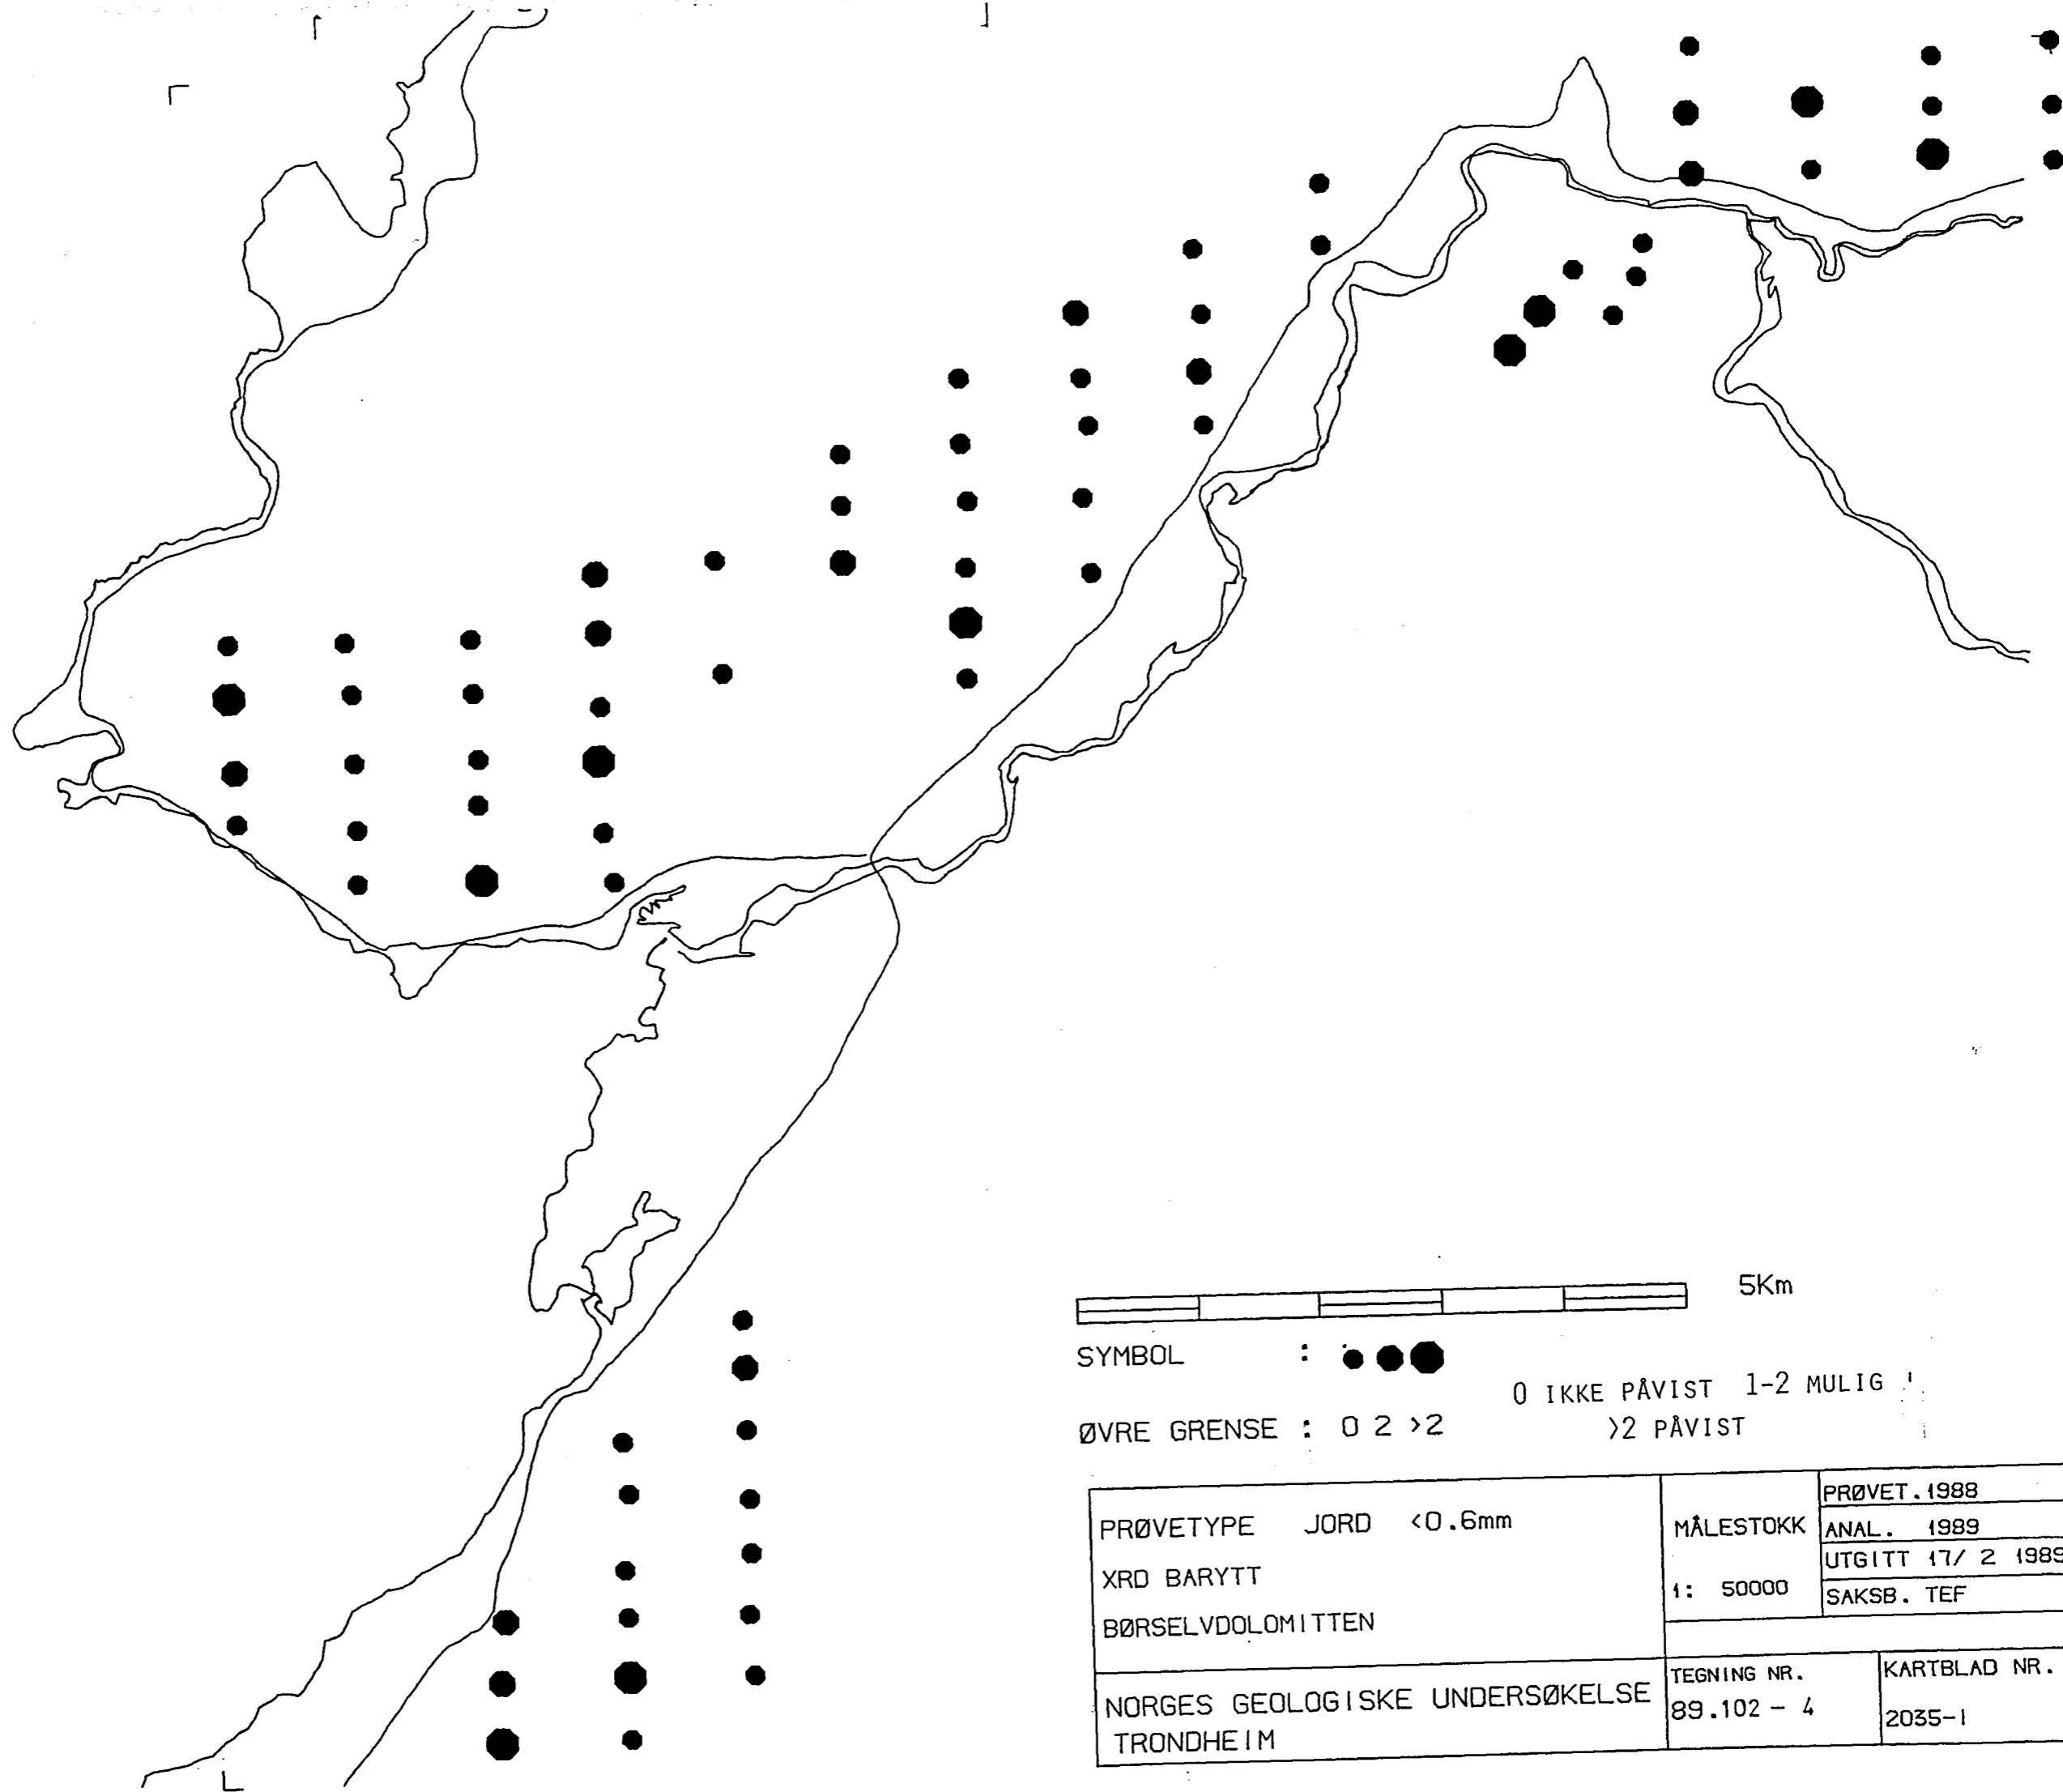 5Km
SYMBOL :
0 IKKE PÅVIST 1-2 MULIG
ØVRE GRENSE : 0 2 >2
>2 PÅVIST
PRØVETYPE JORD <0.6mm
XRD BARYTT
BØRSELVDOLOMITTEN
MÅLESTOKK
1: 50000
PRØVET.1988
ANAL. 1989
UTGITT 17/ 2 1989
SAKSB. TEF
NORGES GEOLOGISKE UNDERSØKELSE
TRONDHEIM
TEGNING NR.
89.102 - 4
KARTBLAD NR.
2035-I